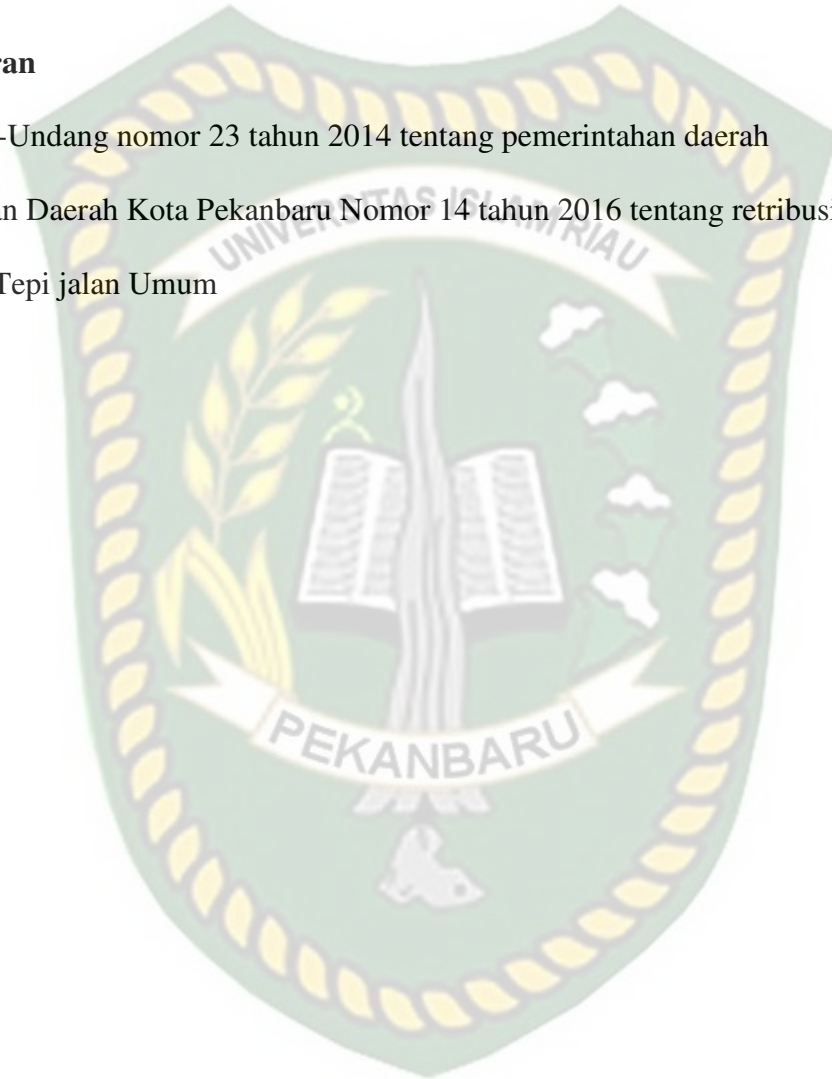 ran
-Undang nomor 23 tahun 2014 tentang pemerintahan daerah
an Daerah Kota Pekanbaru Nomor 14 tahun 2016 tentang retribusi
Tepi jalan Umum
UNIVERSITAS ISLAM RIAU
PEKANBARU